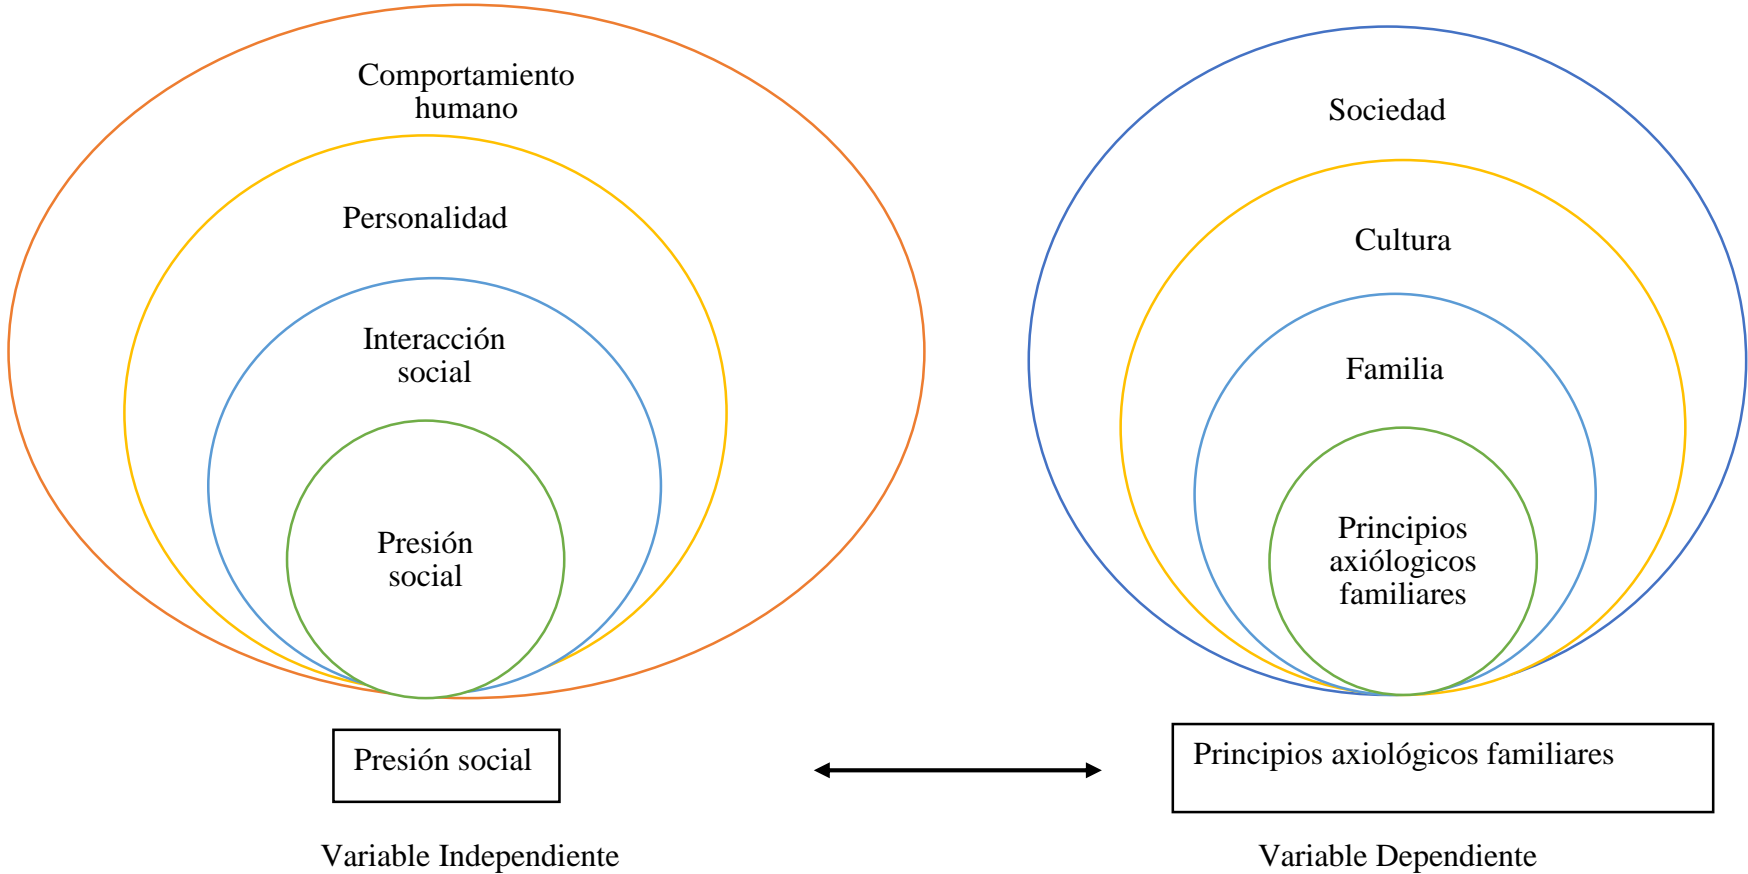 Comportamiento
humano
Personalidad
Interacción
social
Presión
social
Sociedad
Cultura
Familia
Principios
axiólogicos
familiares
Presión social
Principios axiológicos familiares
Variable Independiente
Variable Dependiente